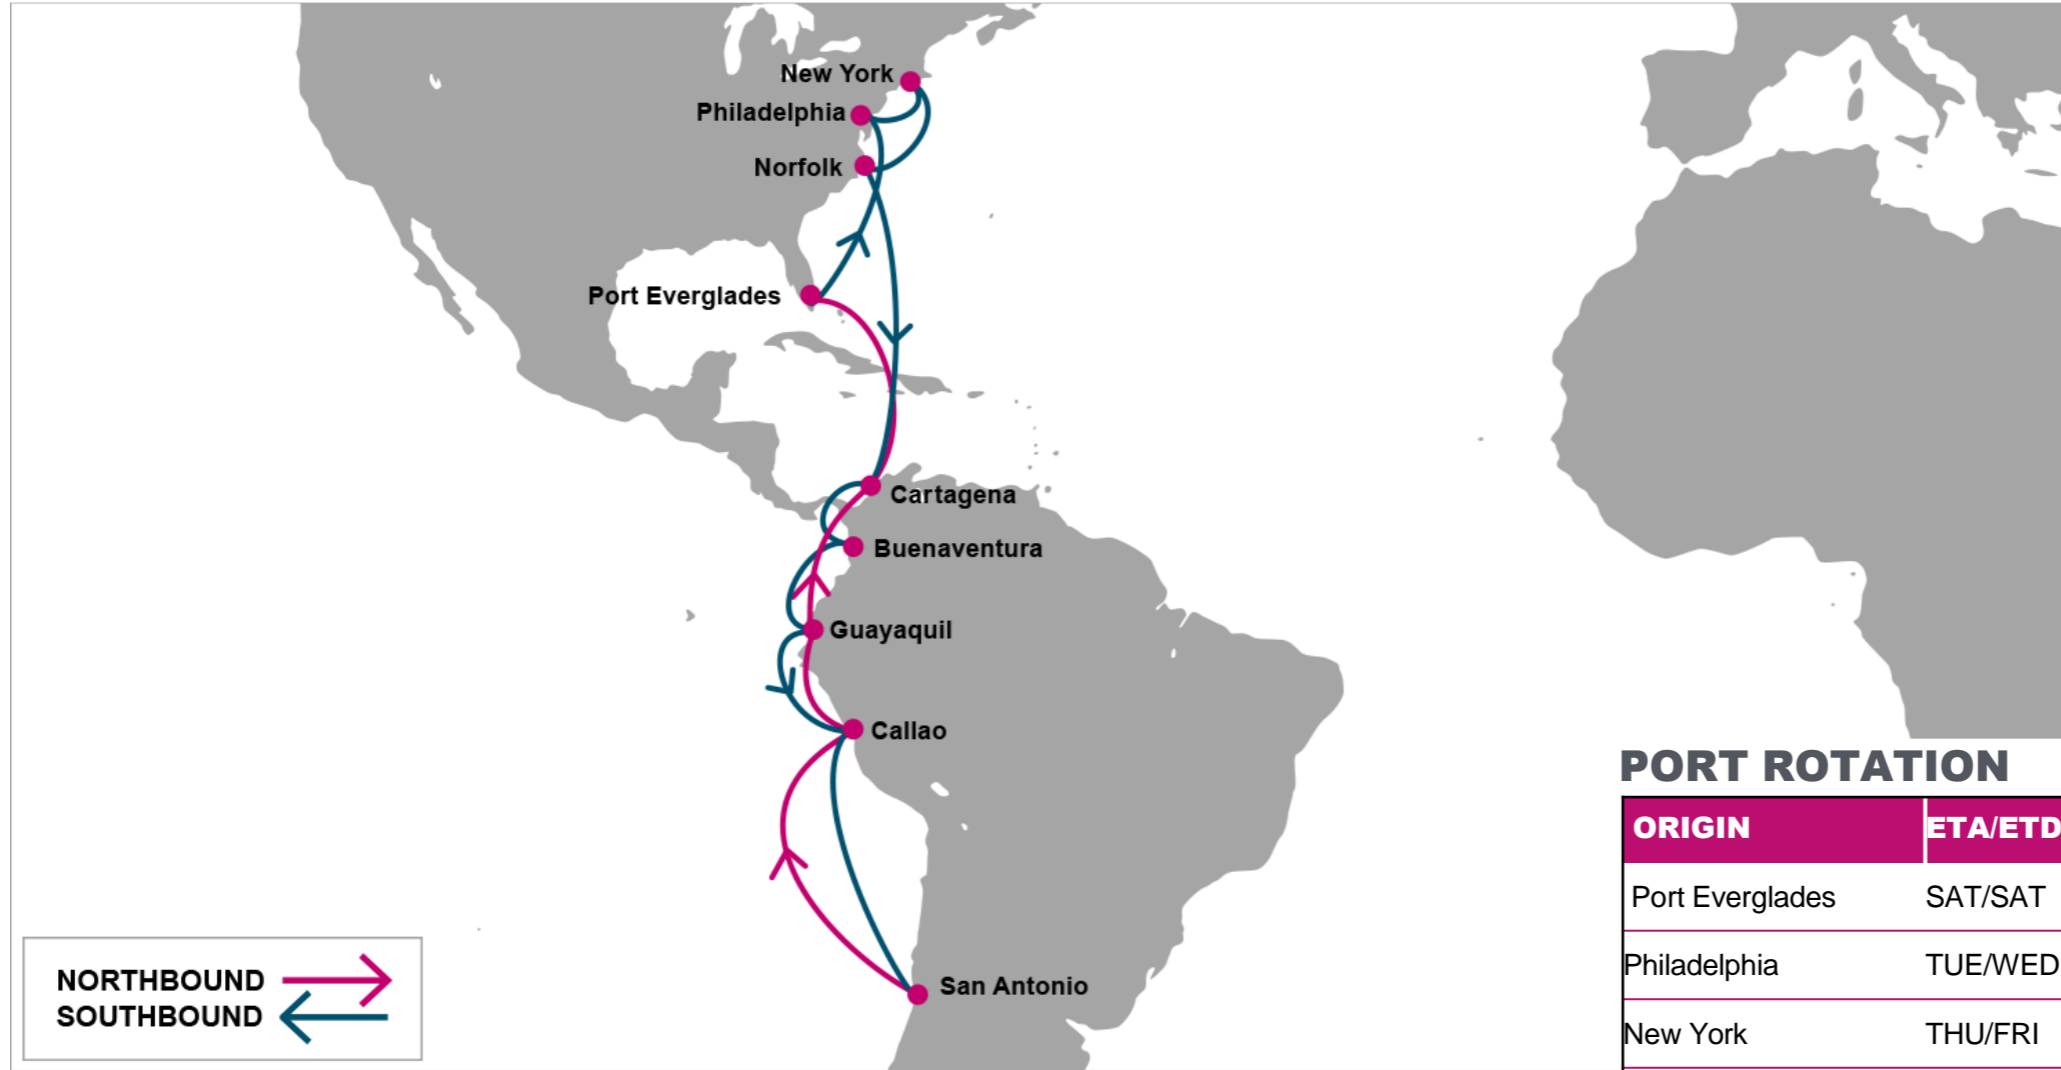 New York
Philadelphia
Norfolk
Port Everglades
Cartagena
Buenaventura
Guayaquil
Callao
San Antonio
NORTHBOUND
SOUTHBOUND
PORT ROTATION
ORIGIN ETA/ETD
Port Everglades SAT/SAT
Philadelphia TUE/WED
New York THU/FRI